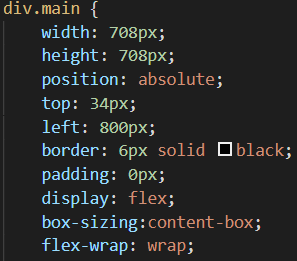 div.main {
width: 708px;
height: 708px;
position: absolute;
top: 34px;
left: 800px;
border: 6px solid black;
padding: 0px;
display: flex;
box-sizing:content-box;
flex-wrap: wrap;